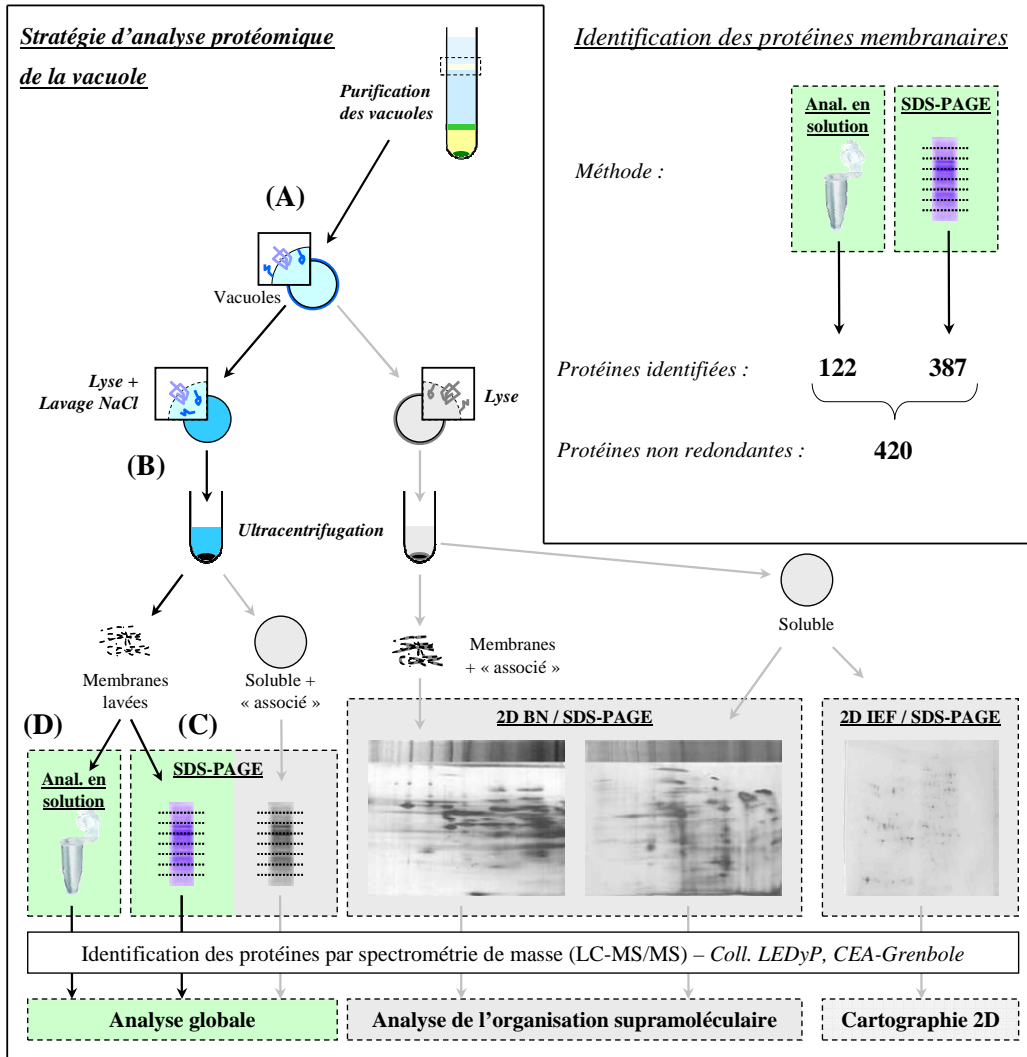 Stratégie d'analyse protéomique
de la vacuole
Purification
des vacuoles
Identification des protéines membranaires
Anal. en
solution
SDS-PAGE
Méthode :
(A)
Vacuoles
Protéines identifiées :
122
387
Lyse +
Lavage NaCl
Lyse
Protéines non redondantes :
420
(B)
Ultracentrifugation
Soluble
Membranes
+ « associé »
Membranes
lavées
Soluble +
« associé »
(D)
(C)
Anal. en
solution
SDS-PAGE
2D BN / SDS-PAGE
2D IEF / SDS-PAGE
Identification des protéines par spectrométrie de masse (LC-MS/MS) – Coll. LEDyP, CEA-Grenbole
Analyse globale
Analyse de l'organisation supramoléculaire
Cartographie 2D